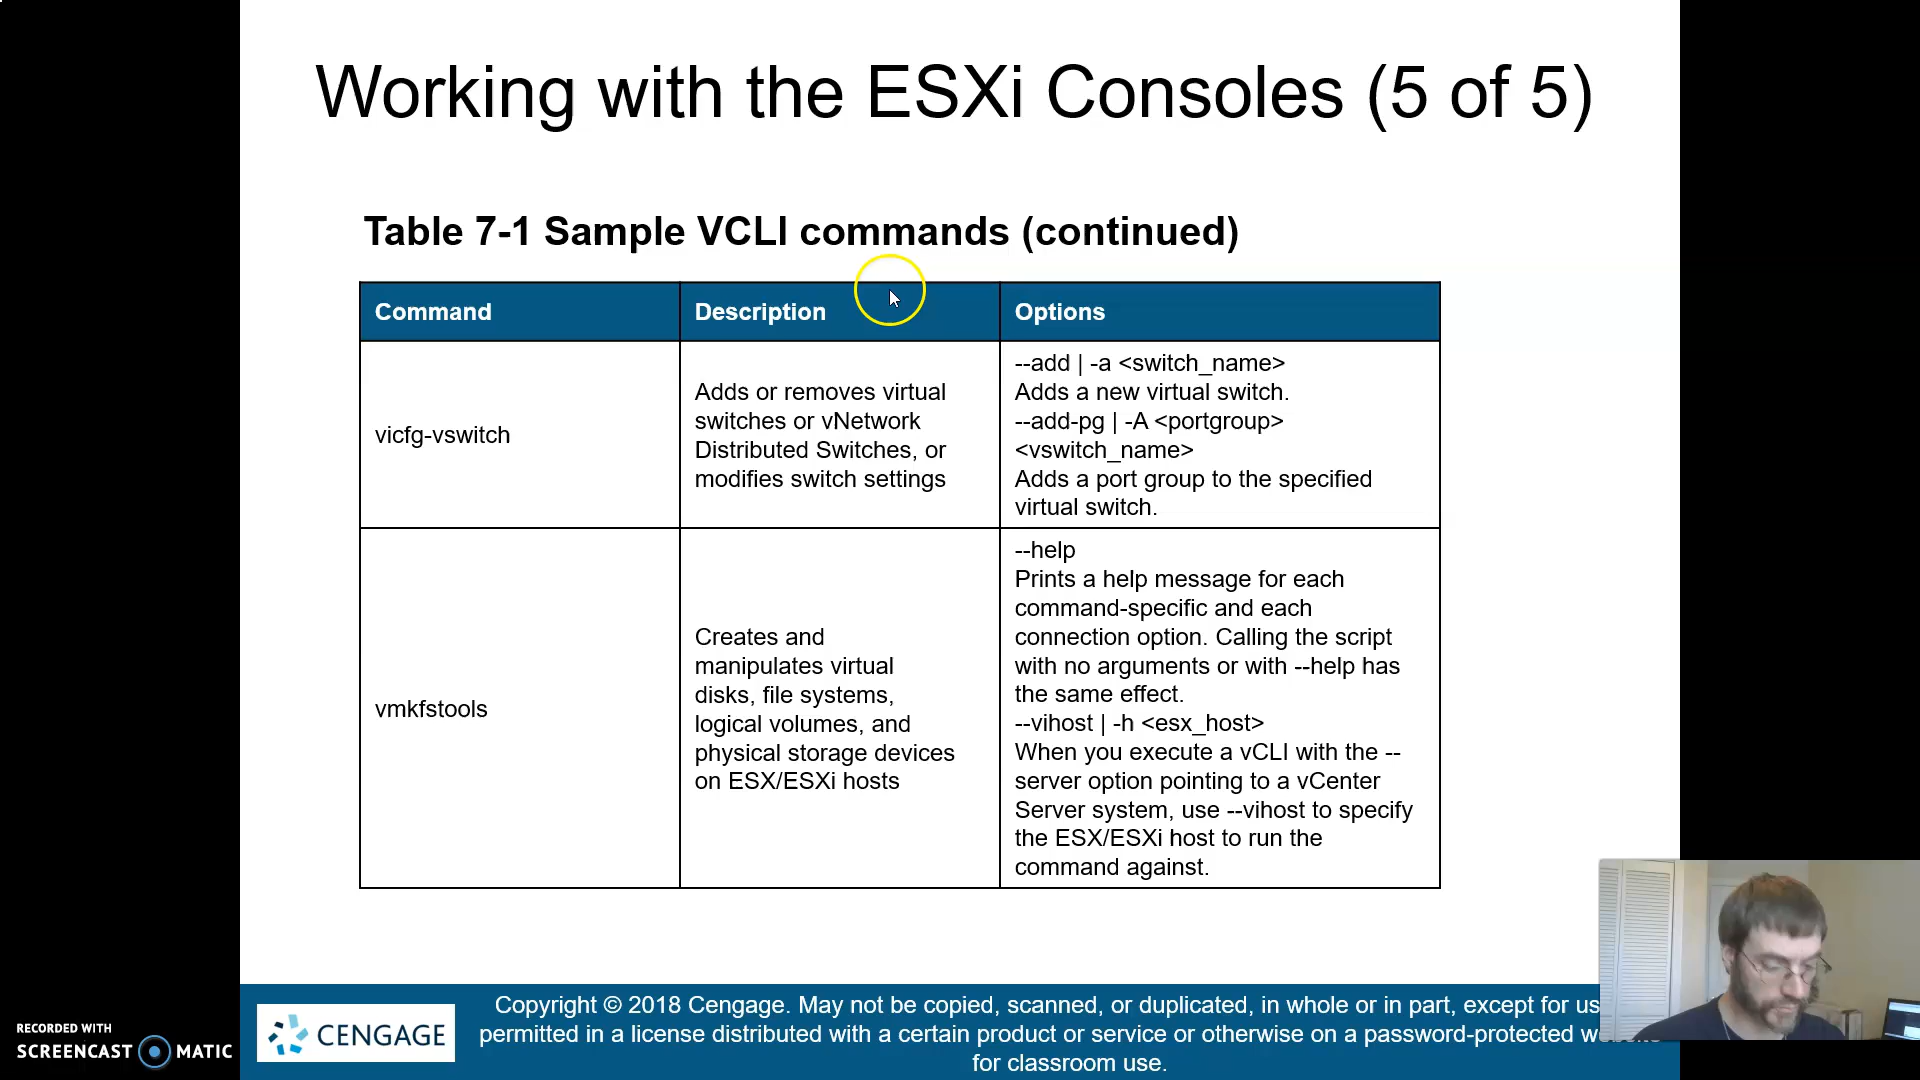 Working with the ESXi Consoles (5 of 5)
Table 7-1 Sample VCLI commands (continued)
Command
Description
Options
vicfg-vswitch
Adds or removes virtual
switches or vNetwork
Distributed Switches, or
modifies switch settings
--add | -a <switch_name>
Adds a new virtual switch.
--add-pg | -A <portgroup>
<vswitch_name>
Adds a port group to the specified
virtual switch.
vmkfstools
Creates and
manipulates virtual
disks, file systems,
logical volumes, and
physical storage devices
on ESX/ESXi hosts
--help
Prints a help message for each
command-specific and each
connection option. Calling the script
with no arguments or with --help has
the same effect.
--vihost | -h <esx_host>
When you execute a vCLI with the --
server option pointing to a vCenter
Server system, use --vihost to specify
the ESX/ESXi host to run the
command against.
RECORDED WITH
SCREENCAST MATIC
CENGAGE
Copyright © 2018 Cengage. May not be copied, scanned, or duplicated, in whole or in part, except for
permitted in a license distributed with a certain product or service or otherwise on a password-protected
for classroom use.